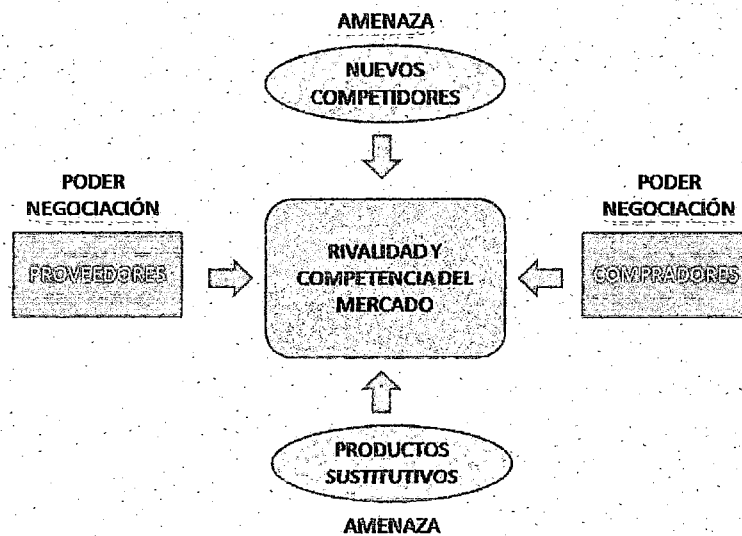 AMENAZA
NUEVOS
COMPETIDORES
PODER
NEGOCIACIÓN
PROVEEDORES
RIVALIDAD Y
COMPETENCIA DEL
MERCADO
PODER
NEGOCIACIÓN
COMPRADORES
PRODUCTOS
SUSTITUTIVOS
AMENAZA